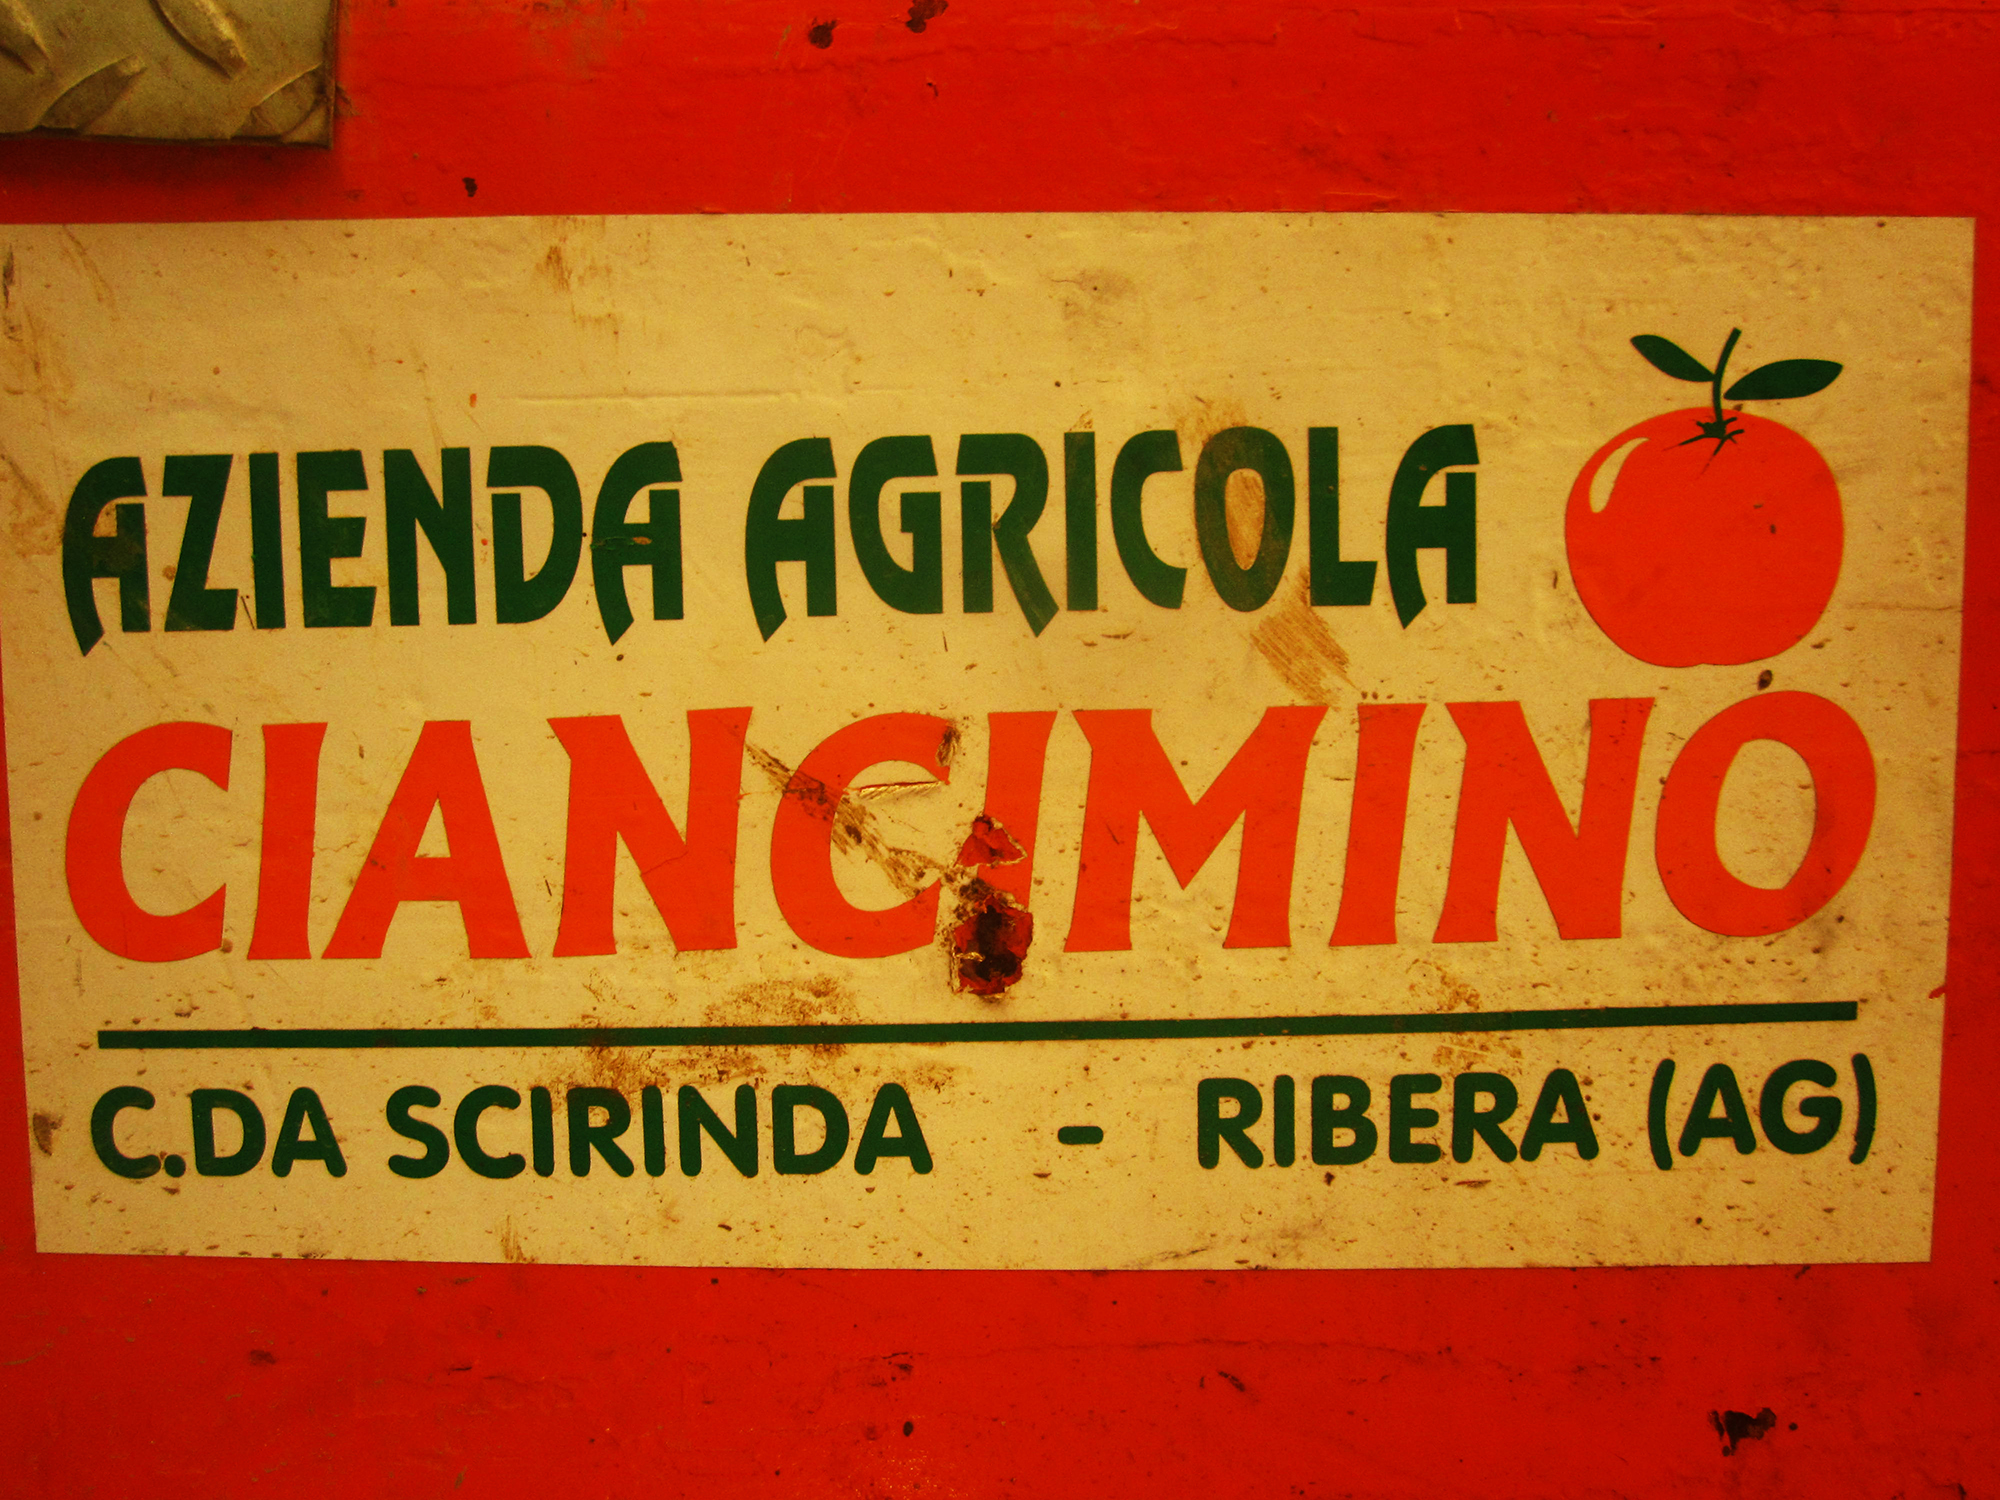 AZIENDA AGRICOLA
CIANCIMINO
C.DA SCIRINDA - RIBERA (AG)